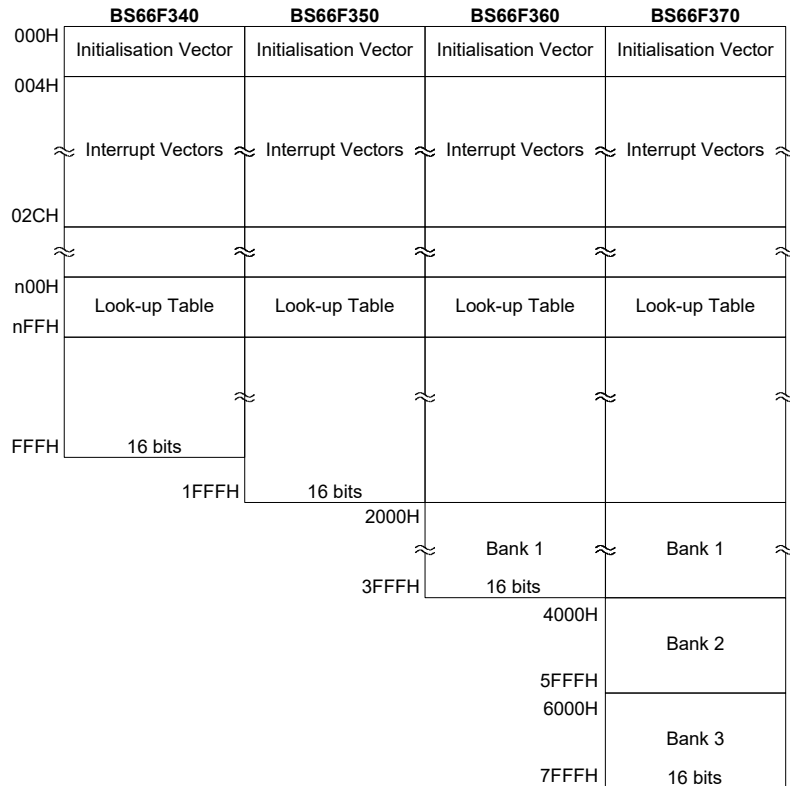 BS66F340 BS66F350 BS66F360 BS66F370
000H
Initialisation Vector Initialisation Vector Initialisation Vector Initialisation Vector
004H
Interrupt Vectors Interrupt Vectors Interrupt Vectors Interrupt Vectors
02CH
n00H
Look-up Table Look-up Table Look-up Table Look-up Table
nFFH
FFFH 16 bits
1FFFH 16 bits
2000H
Bank 1 Bank 1
3FFFH 16 bits
4000H
Bank 2
5FFFH
6000H
Bank 3
7FFFH 16 bits